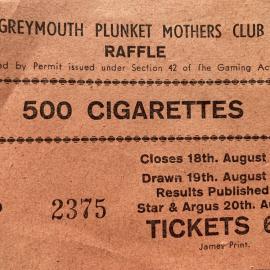 GREYMOUTH PLUNKET MOTHERS CLUB
RAFFLE
by Permit issued under Section 42 of The Gaming
500 CIGARETTES
Closes 18th. August
Drawn 19th. August
Results Published
Star & Argus 20th.
2375
TICKETS 6
James Print.